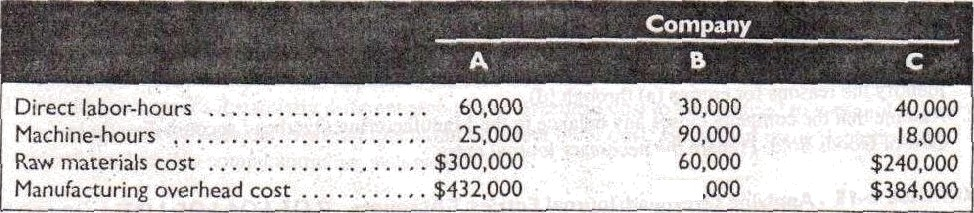 Company
A B C
Direct labor-hours .................... 60,000 30,000 40,000
Machine-hours .................... 25,000 90,000 18,000
Raw materials cost .................... $300,000 60,000 $240,000
Manufacturing overhead cost ............ $432,000 ,000 $384,000